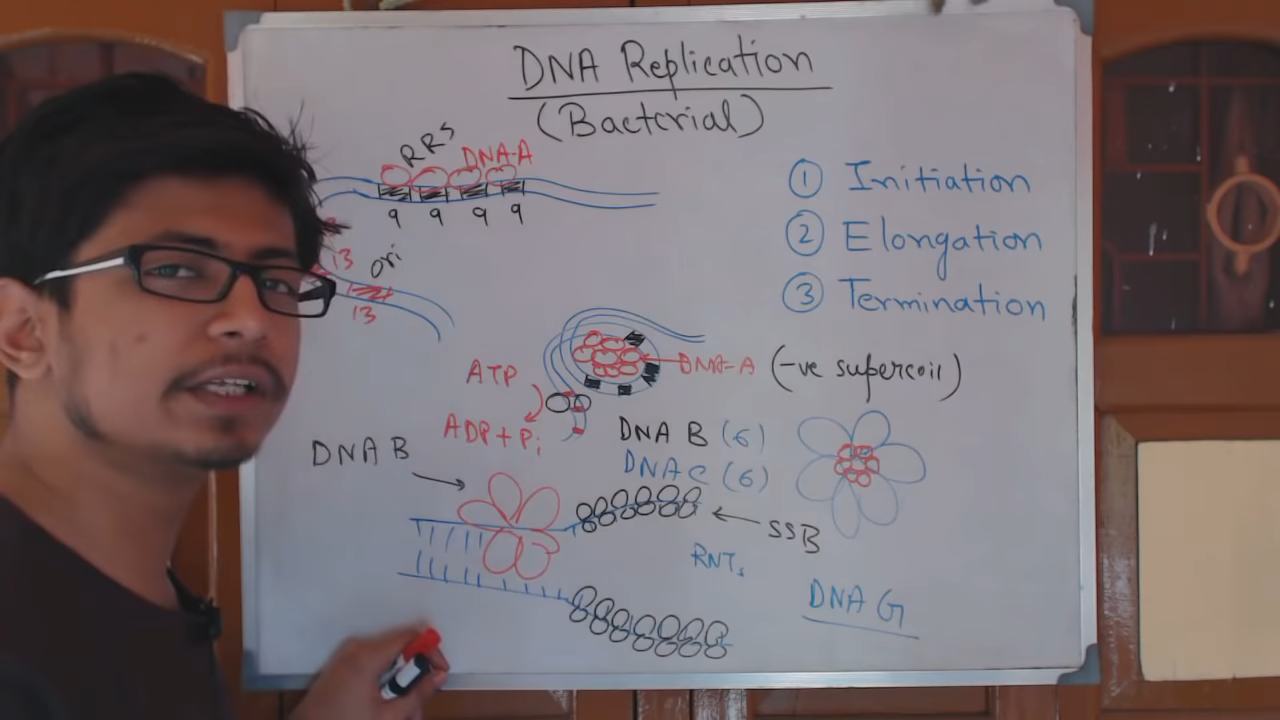 DNA Replication
(Bacterial)
RRS
DNA-A
9 9 9 9
13
ori
13
① Initiation
② Elongation
③ Termination
ATP
ADP + Pi
DNA-A (-ve supercoil)
DNA B (6)
DNA C (6)
DNA B
SSB
RNTs
DNA G